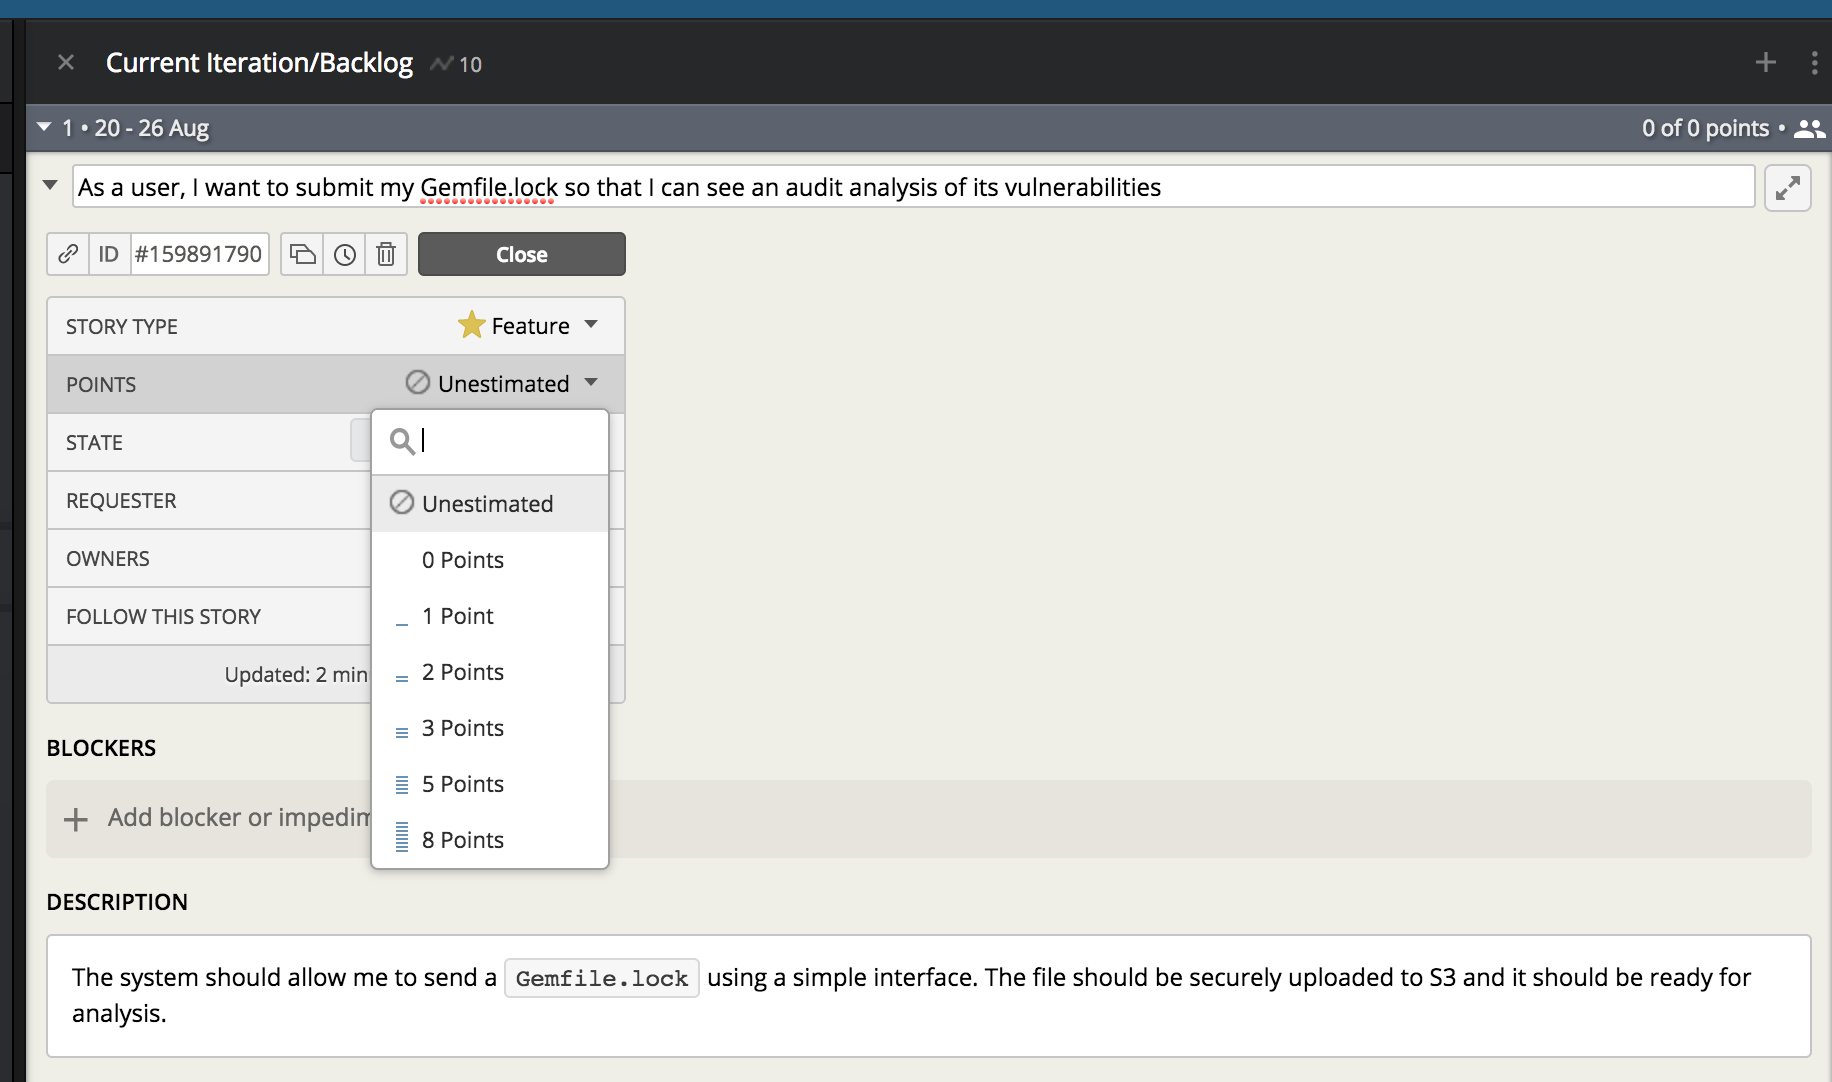 Current Iteration/Backlog 10
1 • 20 - 26 Aug 0 of 0 points •
As a user, I want to submit my Gemfile.lock so that I can see an audit analysis of its vulnerabilities
ID #159891790 Close
STORY TYPE Feature
POINTS Unestimated
STATE
Unestimated
REQUESTER
0 Points
OWNERS
1 Point
FOLLOW THIS STORY
2 Points
Updated: 2 min
3 Points
BLOCKERS
5 Points
Add blocker or impedim
8 Points
DESCRIPTION
The system should allow me to send a Gemfile.lock using a simple interface. The file should be securely uploaded to S3 and it should be ready for
analysis.